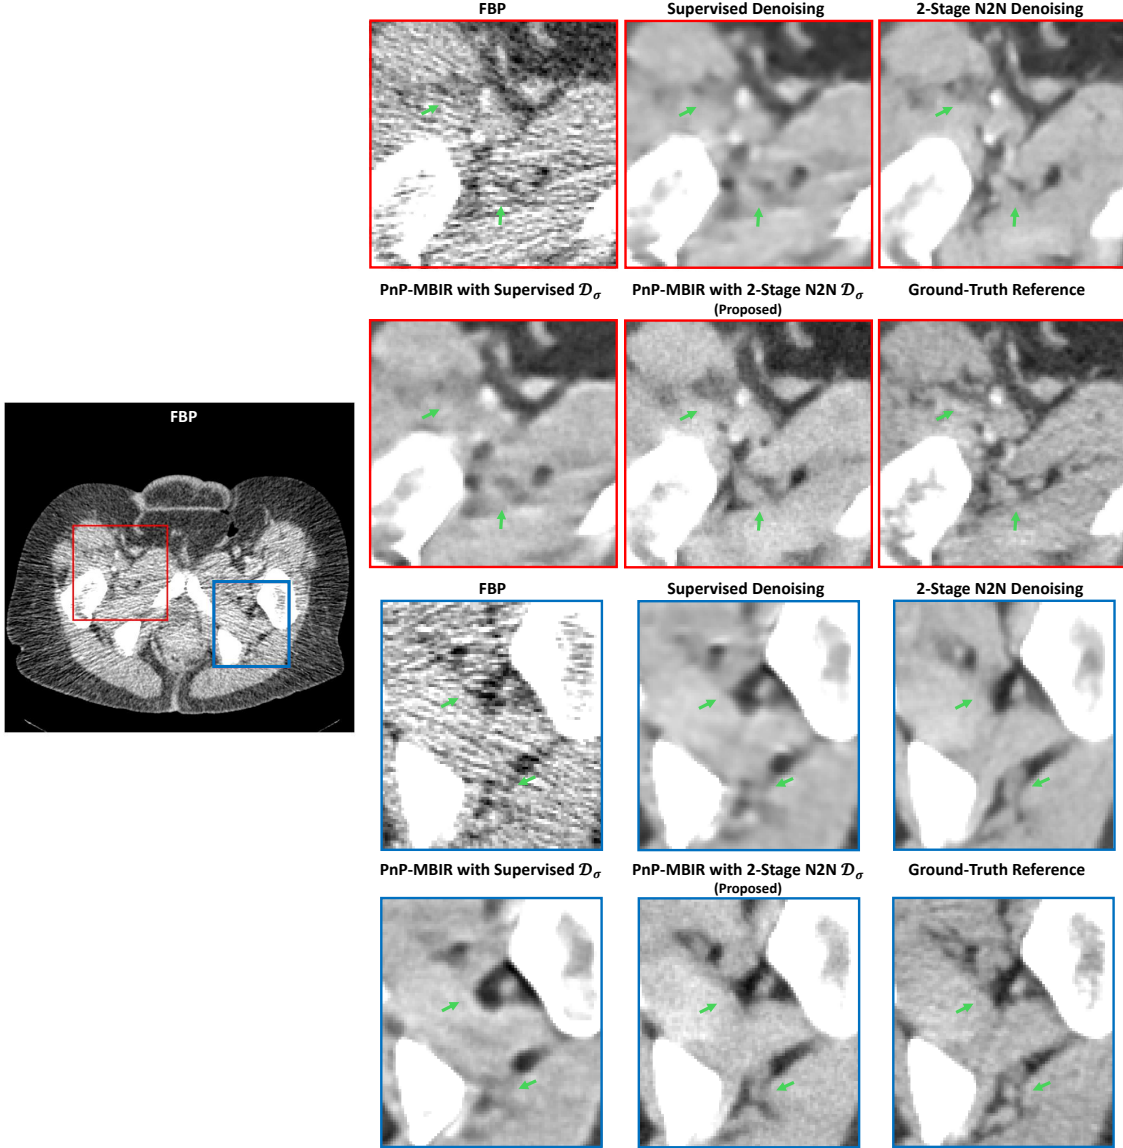 FBP
Supervised Denoising
2-Stage N2N Denoising
PnP-MBIR with Supervised 𝒟σ
PnP-MBIR with 2-Stage N2N 𝒟σ
(Proposed)
Ground-Truth Reference
FBP
FBP
Supervised Denoising
2-Stage N2N Denoising
PnP-MBIR with Supervised 𝒟σ
PnP-MBIR with 2-Stage N2N 𝒟σ
(Proposed)
Ground-Truth Reference